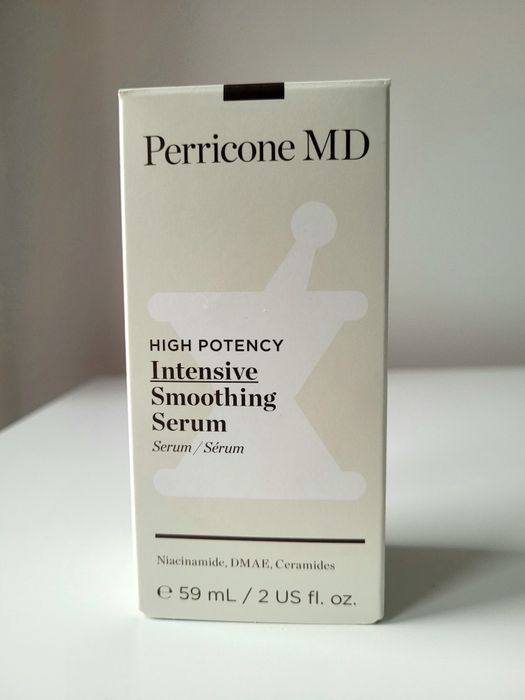 Perricone MD
HIGH POTENCY
Intensive
Smoothing
Serum
Serum / Sérum
Niacinamide, DMAE, Ceramides
℮ 59 mL / 2 US fl. oz.